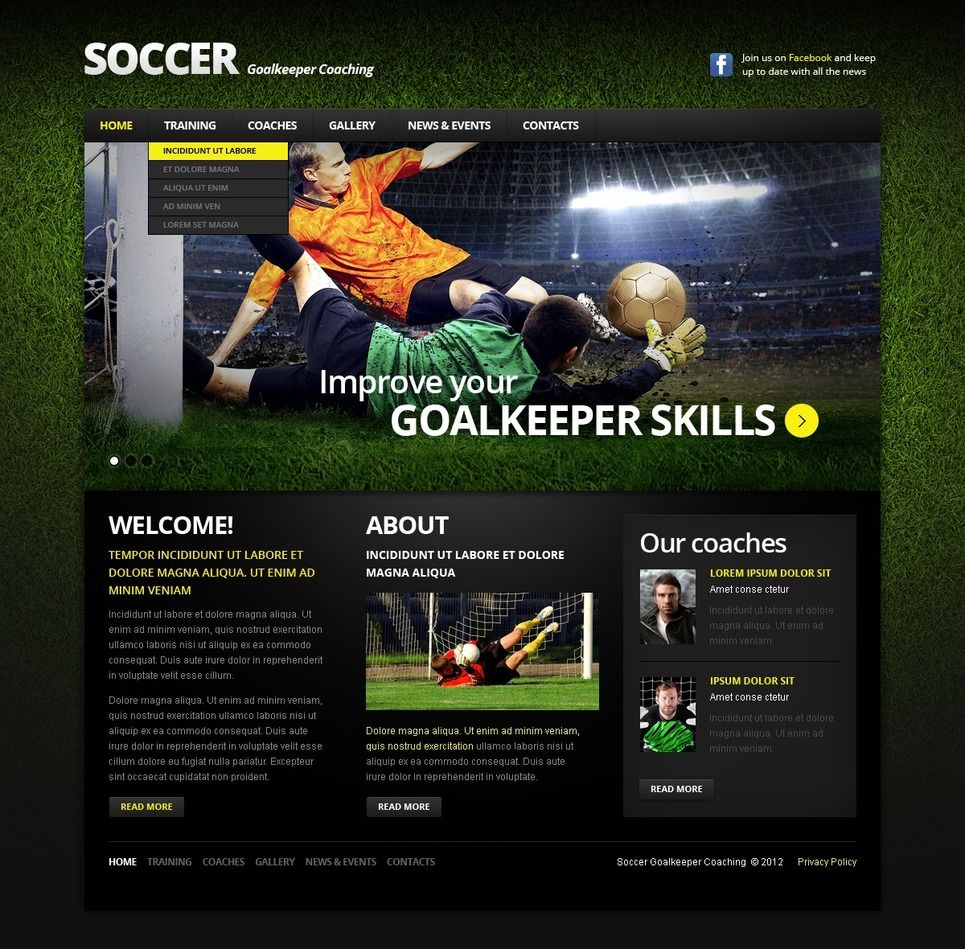 SOCCER Goalkeeper Coaching
Join us on Facebook and keep
up to date with all the news
HOME TRAINING COACHES GALLERY NEWS & EVENTS CONTACTS
INCIDIDUNT UT LABORE
ET DOLORE MAGNA
ALIQUA UT ENIM
AD MINIM VEN
LOREM SET MAGNA
Improve your
GOALKEEPER SKILLS
WELCOME!
TEMPOR INCIDIDUNT UT LABORE ET
DOLORE MAGNA ALIQUA. UT ENIM AD
MINIM VENIAM
Incididunt ut labore et dolore magna aliqua. Ut
enim ad minim veniam, quis nostrud exercitation
ullamco laboris nisi ut aliquip ex ea commodo
consequat. Duis aute irure dolor in reprehenderit
in voluptate velit esse cillum.
Dolore magna aliqua. Ut enim ad minim veniam,
quis nostrud exercitation ullamco laboris nisi ut
aliquip ex ea commodo consequat. Duis aute
irure dolor in reprehenderit in voluptate velit esse
cillum dolore eu fugiat nulla pariatur. Excepteur
sint occaecat cupidatat non proident.
READ MORE
ABOUT
INCIDIDUNT UT LABORE ET DOLORE
MAGNA ALIQUA
Dolore magna aliqua. Ut enim ad minim veniam,
quis nostrud exercitation ullamco laboris nisi ut
aliquip ex ea commodo consequat. Duis aute
irure dolor in reprehenderit in voluptate.
READ MORE
Our coaches
LOREM IPSUM DOLOR SIT
Amet conse ctetur
Incididunt ut labore et dolore
magna aliqua. Ut enim ad
minim veniam.
IPSUM DOLOR SIT
Amet conse ctetur
Incididunt ut labore et dolore
magna aliqua. Ut enim ad
minim veniam.
READ MORE
HOME TRAINING COACHES GALLERY NEWS & EVENTS CONTACTS
Soccer Goalkeeper Coaching © 2012 Privacy Policy